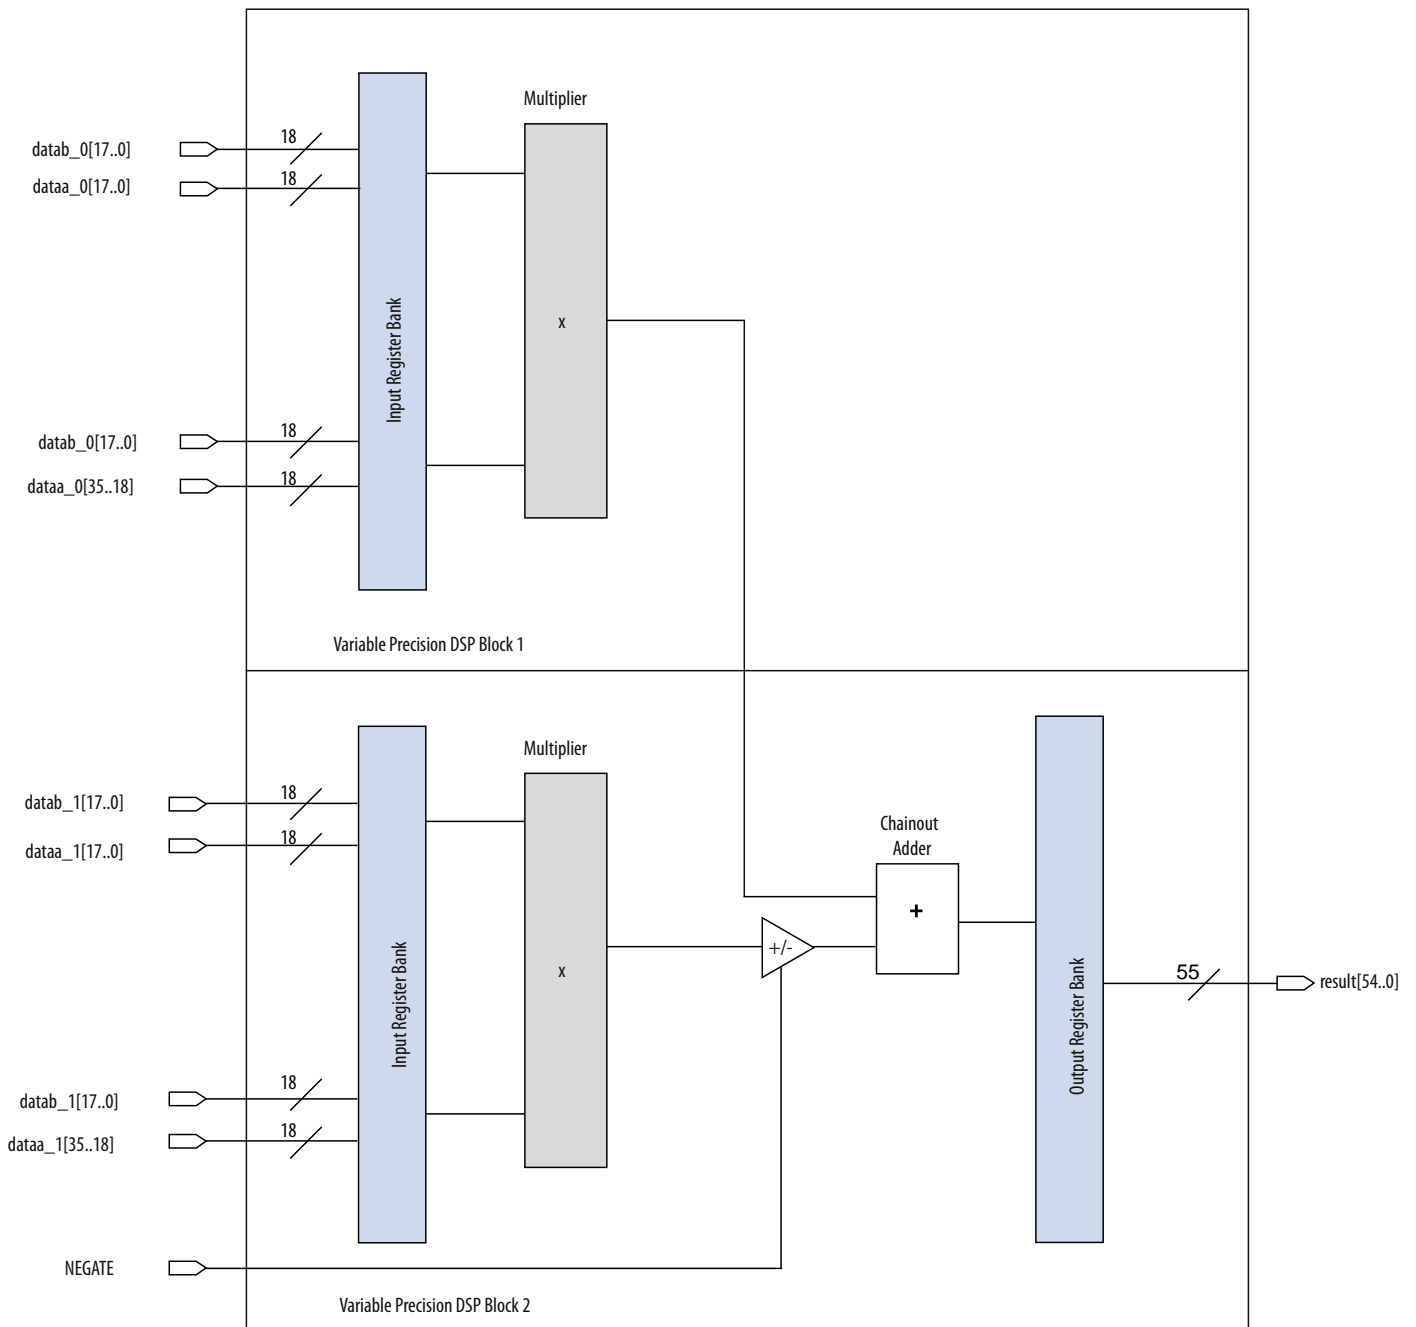 Multiplier
18
datab_0[17..0]
18
dataa_0[17..0]
Input Register Bank
x
18
datab_0[17..0]
18
dataa_0[35..18]
Variable Precision DSP Block 1
Multiplier
18
datab_1[17..0]
18
dataa_1[17..0]
Chainout
Adder
+
+/-
Input Register Bank
x
Output Register Bank
55
result[54..0]
18
datab_1[17..0]
18
dataa_1[35..18]
NEGATE
Variable Precision DSP Block 2